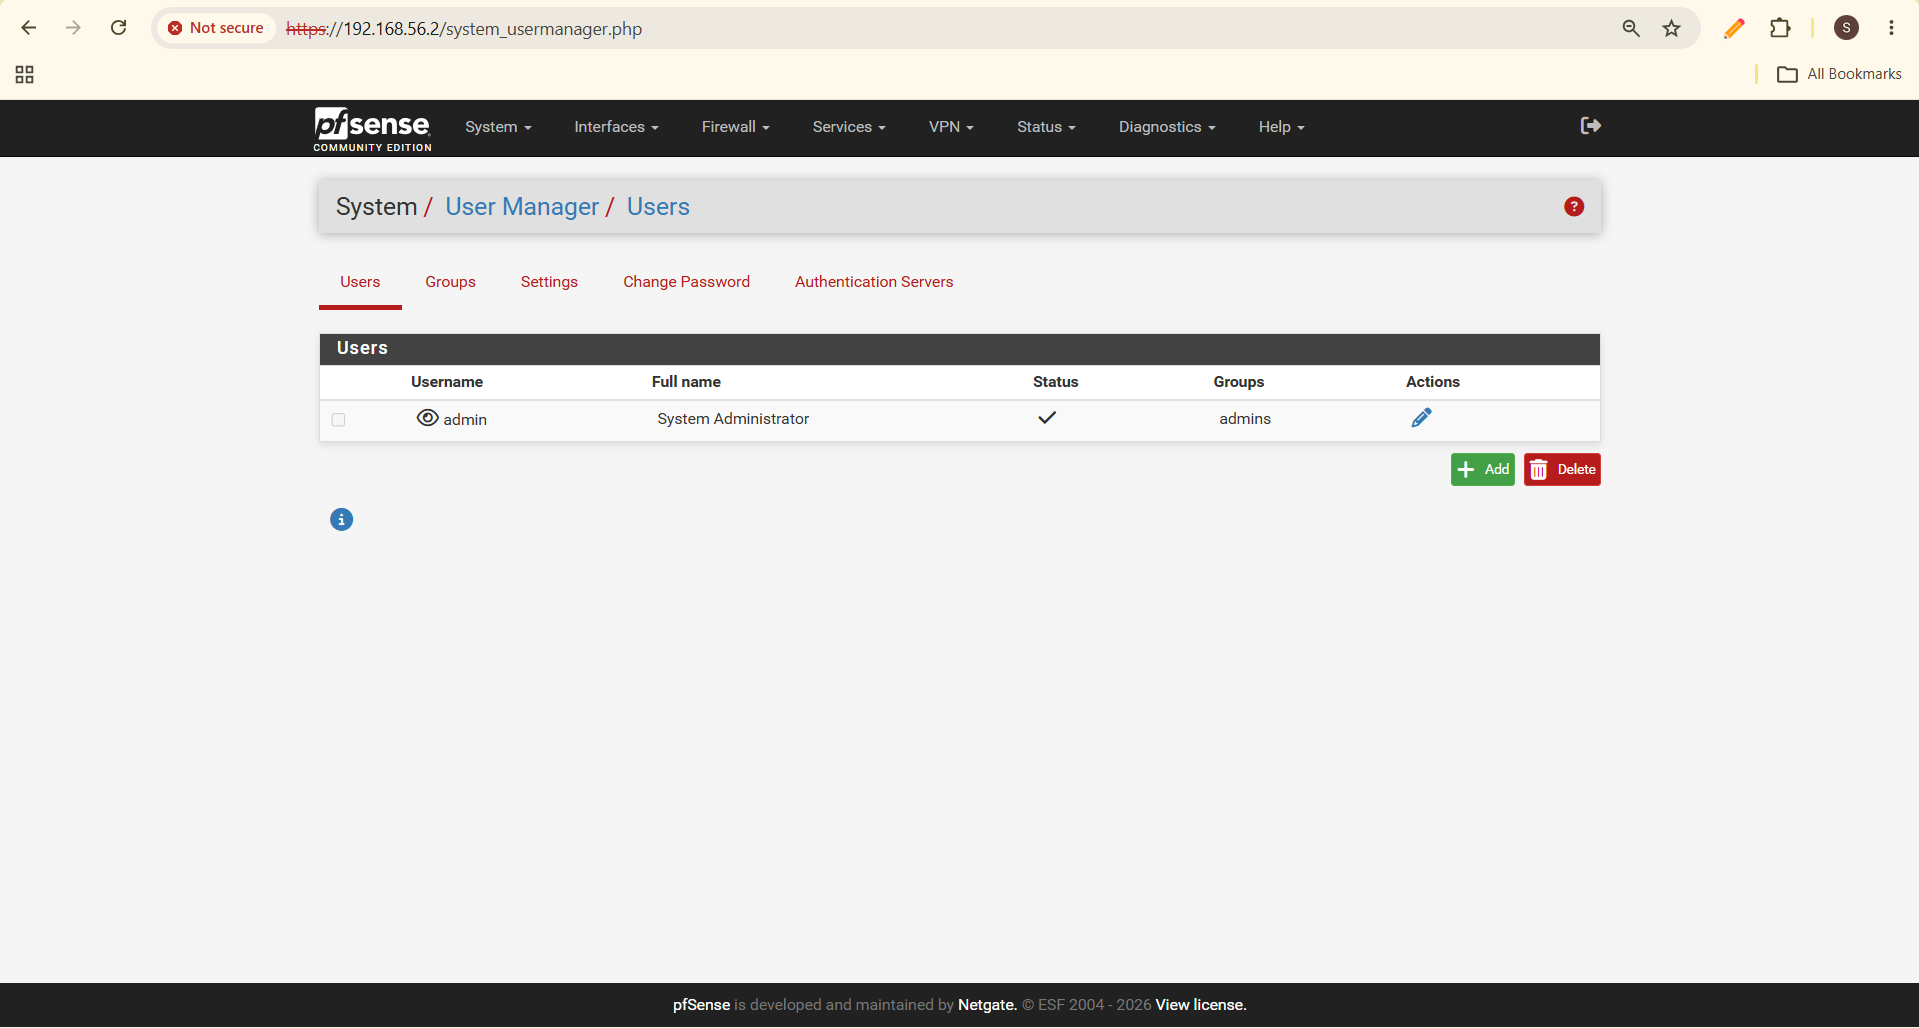 Not secure https://192.168.56.2/system_usermanager.php S
All Bookmarks
pfsense COMMUNITY EDITION System Interfaces Firewall Services VPN Status Diagnostics Help
System / User Manager / Users ?
Users Groups Settings Change Password Authentication Servers
Users
Username Full name Status Groups Actions
admin System Administrator admins
Add Delete
i
pfSense is developed and maintained by Netgate. © ESF 2004 - 2026 View license.